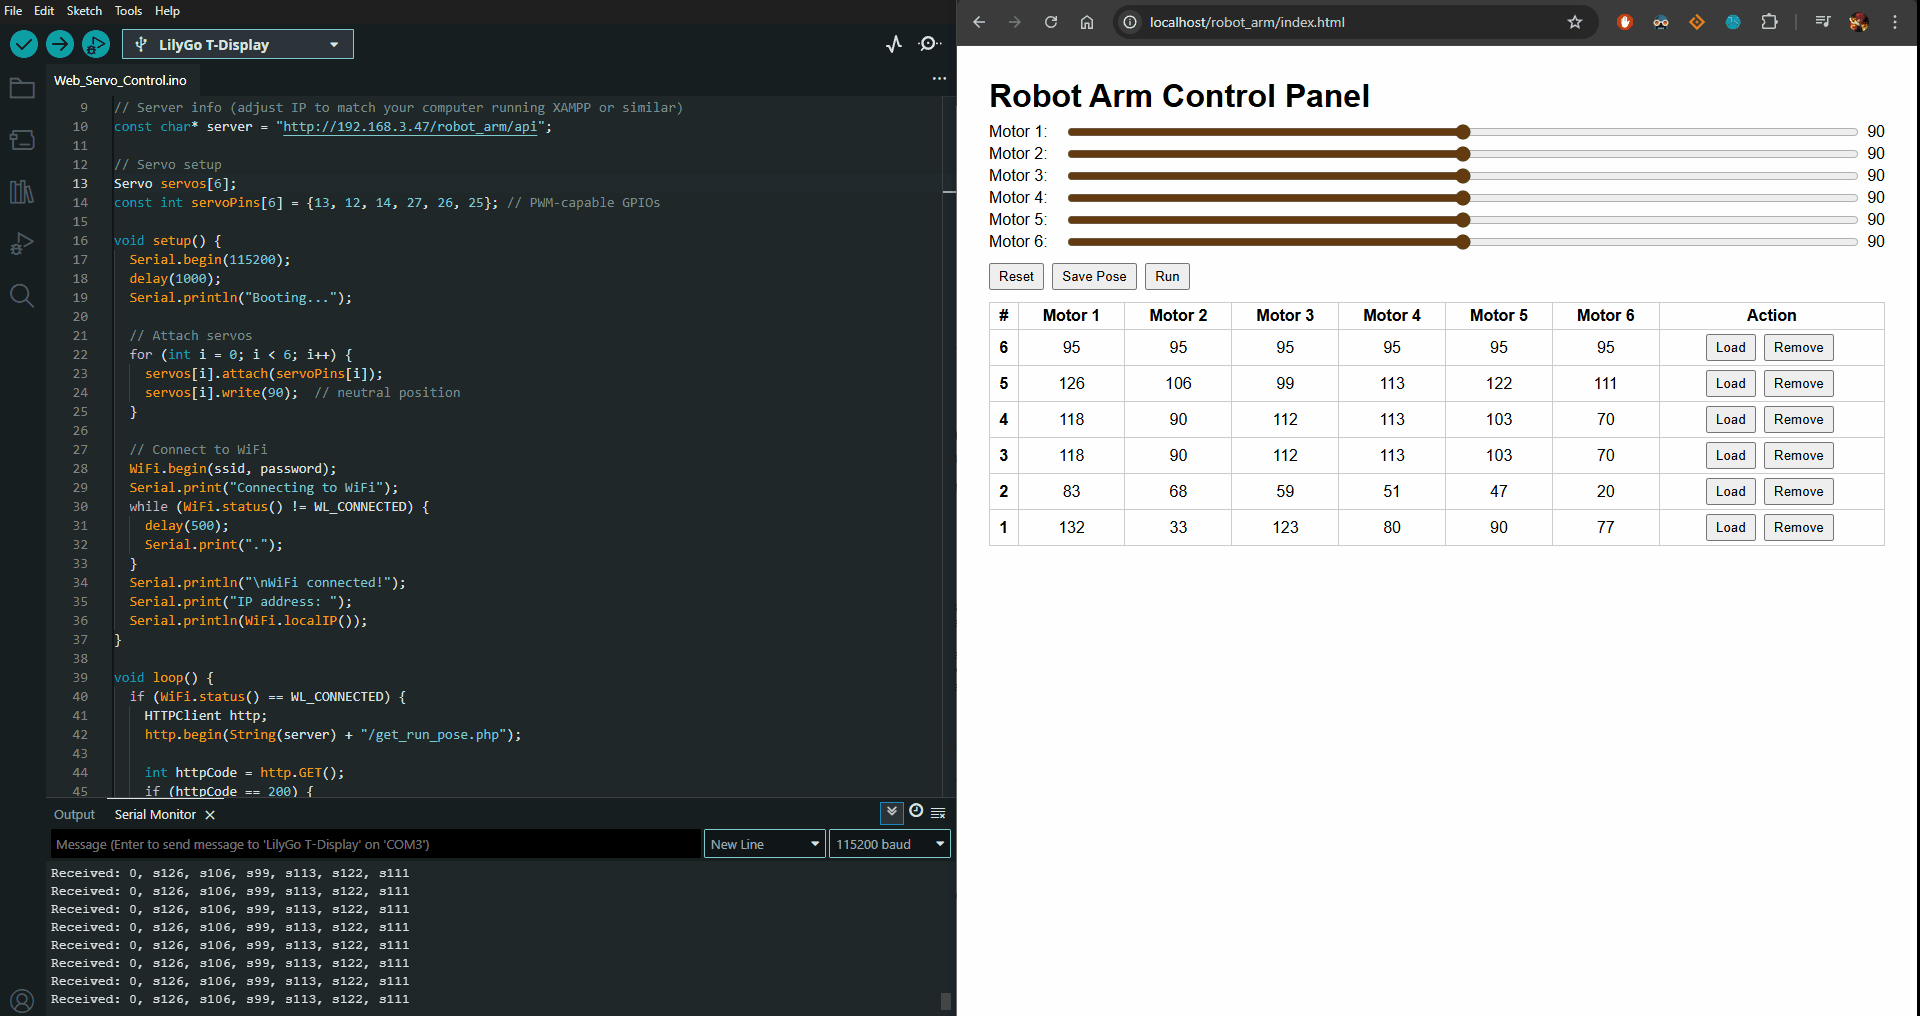 File Edit Sketch Tools Help
LilyGo T-Display
Web_Servo_Control.ino
9 // Server info (adjust IP to match your computer running XAMPP or similar)
10 const char* server = "http://192.168.3.47/robot_arm/api";
11
12 // Servo setup
13 Servo servos[6];
14 const int servoPins[6] = {13, 12, 14, 27, 26, 25}; // PWM-capable GPIOs
15
16 void setup() {
17 Serial.begin(115200);
18 delay(1000);
19 Serial.println("Booting...");
20
21 // Attach servos
22 for (int i = 0; i < 6; i++) {
23 servos[i].attach(servoPins[i]);
24 servos[i].write(90); // neutral position
25 }
26
27 // Connect to WiFi
28 WiFi.begin(ssid, password);
29 Serial.print("Connecting to WiFi");
30 while (WiFi.status() != WL_CONNECTED) {
31 delay(500);
32 Serial.print(".");
33 }
34 Serial.println("\nWiFi connected!");
35 Serial.print("IP address: ");
36 Serial.println(WiFi.localIP());
37 }
38
39 void loop() {
40 if (WiFi.status() == WL_CONNECTED) {
41 HTTPClient http;
42 http.begin(String(server) + "/get_run_pose.php");
43
44 int httpCode = http.GET();
45 if (httpCode == 200) {
Output Serial Monitor
Message (Enter to send message to 'LilyGo T-Display' on 'COM3') New Line 115200 baud
Received: 0, s126, s106, s99, s113, s122, s111
Received: 0, s126, s106, s99, s113, s122, s111
Received: 0, s126, s106, s99, s113, s122, s111
Received: 0, s126, s106, s99, s113, s122, s111
Received: 0, s126, s106, s99, s113, s122, s111
Received: 0, s126, s106, s99, s113, s122, s111
Received: 0, s126, s106, s99, s113, s122, s111
Received: 0, s126, s106, s99, s113, s122, s111
localhost/robot_arm/index.html
Robot Arm Control Panel
Motor 1: 90
Motor 2: 90
Motor 3: 90
Motor 4: 90
Motor 5: 90
Motor 6: 90
Reset Save Pose Run
# Motor 1 Motor 2 Motor 3 Motor 4 Motor 5 Motor 6 Action
6 95 95 95 95 95 95 Load Remove
5 126 106 99 113 122 111 Load Remove
4 118 90 112 113 103 70 Load Remove
3 118 90 112 113 103 70 Load Remove
2 83 68 59 51 47 20 Load Remove
1 132 33 123 80 90 77 Load Remove